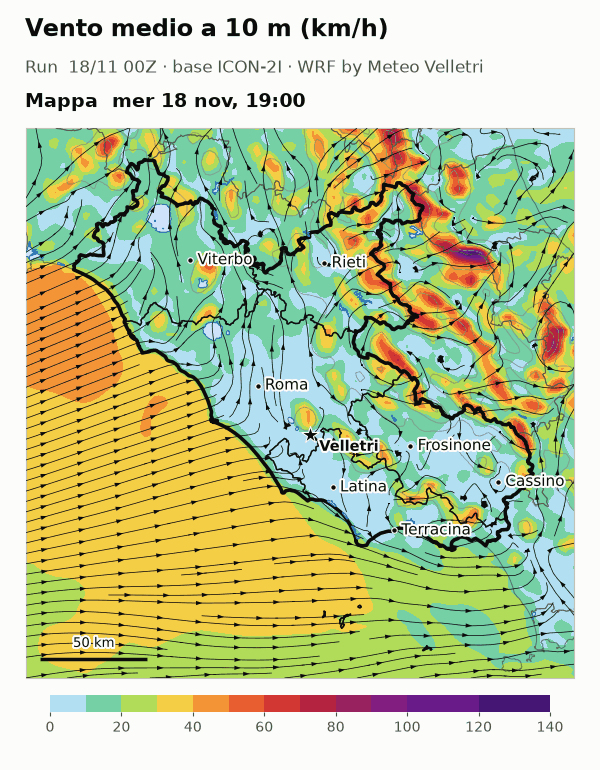 Vento medio a 10 m (km/h)
Run  18/11 00Z · base ICON-2I · WRF by Meteo Velletri
Mappa  mer 18 nov, 19:00
Viterbo
Rieti
Roma
Velletri
Frosinone
Latina
Cassino
Terracina
50 km
0 20 40 60 80 100 120 140